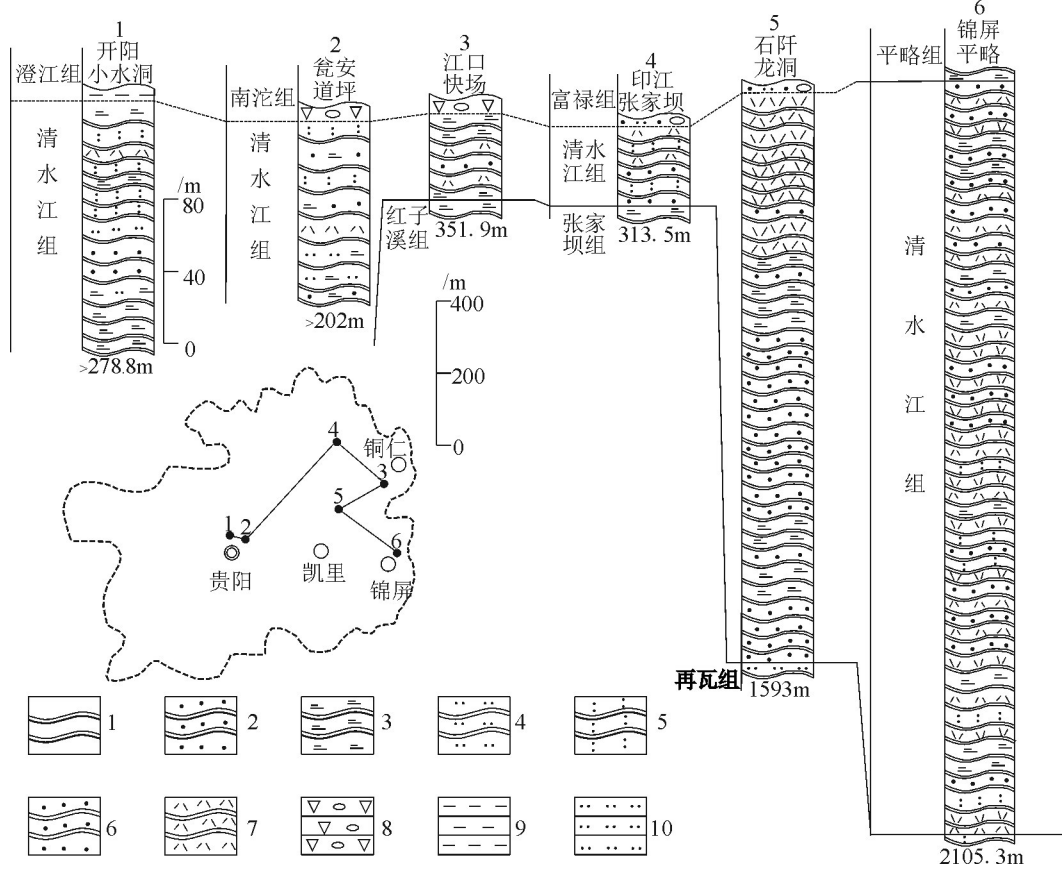 1
开阳
小水洞
澄江组
清
水
江
组
/m
80
40
0
>278.8m
2
瓮安
道坪
南沱组
清
水
江
组
>202m
3
江口
快场
红子
溪组
351.9m
/m
400
200
0
4
印江
张家坝
富禄组
清水
江组
张家
坝组
313.5m
5
石阡
龙洞
再瓦组
1593m
6
锦屏
平略
平略组
清
水
江
组
2105.3m
4
铜仁
3
5
1
2
6
贵阳
凯里
锦屏
1
2
3
4
5
6
7
8
9
10